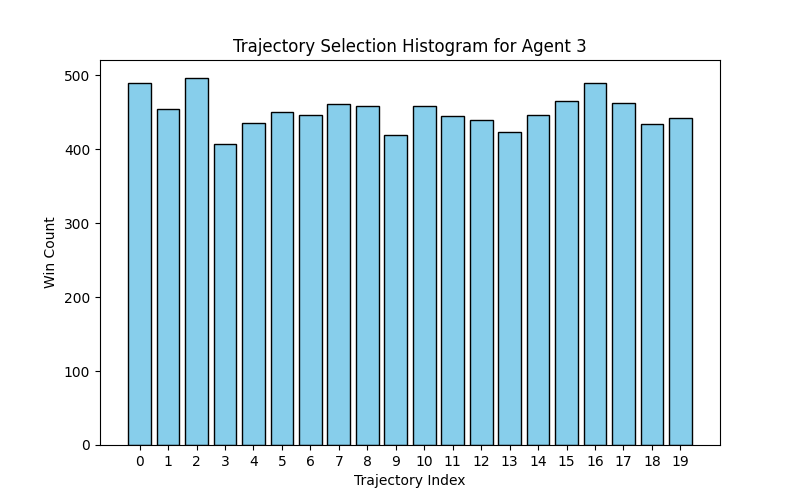 Trajectory Selection Histogram for Agent 3
500
400
300
200
100
0
Win Count
0 1 2 3 4 5 6 7 8 9 10 11 12 13 14 15 16 17 18 19
Trajectory Index